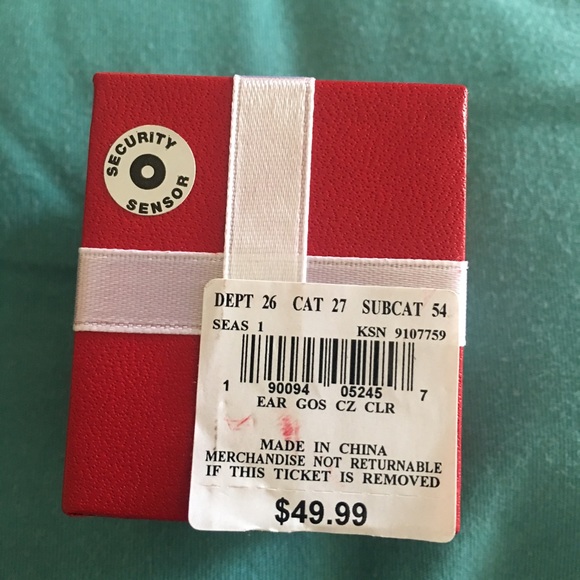 SECURITY
SENSOR
DEPT 26 CAT 27 SUBCAT 54
SEAS 1 KSN 9107759
1 90094 05245 7
EAR GOS CZ CLR
MADE IN CHINA
MERCHANDISE NOT RETURNABLE
IF THIS TICKET IS REMOVED
$49.99